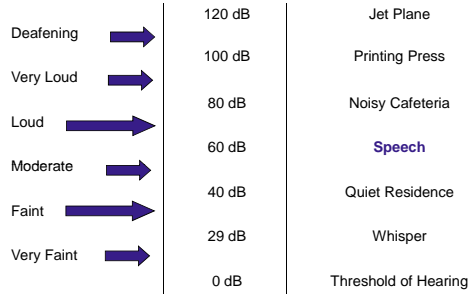 120 dB Jet Plane
Deafening
100 dB Printing Press
Very Loud
80 dB Noisy Cafeteria
Loud
60 dB Speech
Moderate
40 dB Quiet Residence
Faint
29 dB Whisper
Very Faint
0 dB Threshold of Hearing